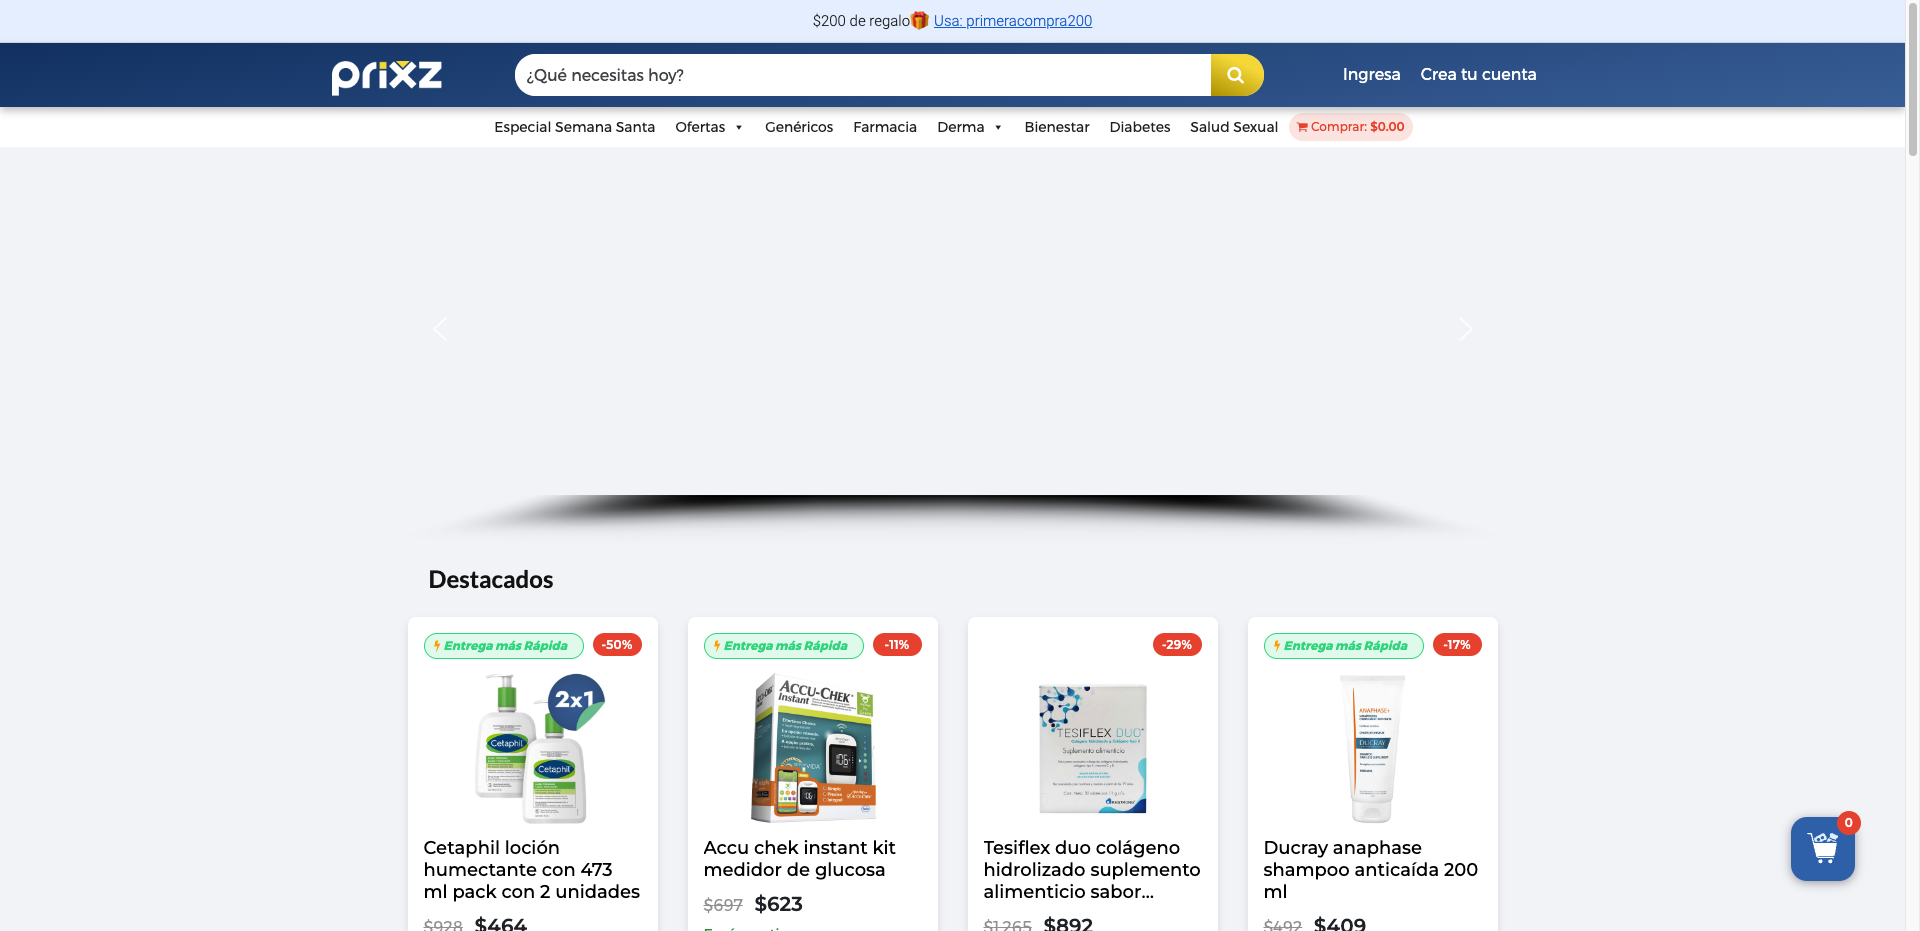 $200 de regalo🎁 Usa: primeracompra200
prixz
¿Qué necesitas hoy?
Ingresa Crea tu cuenta
Especial Semana Santa Ofertas Genéricos Farmacia Derma Bienestar Diabetes Salud Sexual Comprar: $0.00
Destacados
Entrega más Rápida -50%
2x1
Cetaphil
Cetaphil
Cetaphil loción
humectante con 473
ml pack con 2 unidades
$928 $464
Entrega más Rápida -11%
ACCU-CHEK
Instant
Accu chek instant kit
medidor de glucosa
$697 $623
-29%
TESIFLEX DUO
Suplemento alimenticio
Tesiflex duo colágeno
hidrolizado suplemento
alimenticio sabor...
$1,265 $892
Entrega más Rápida -17%
ANAPHASE+
DUCRAY
Ducray anaphase
shampoo anticaída 200
ml
$492 $409
0